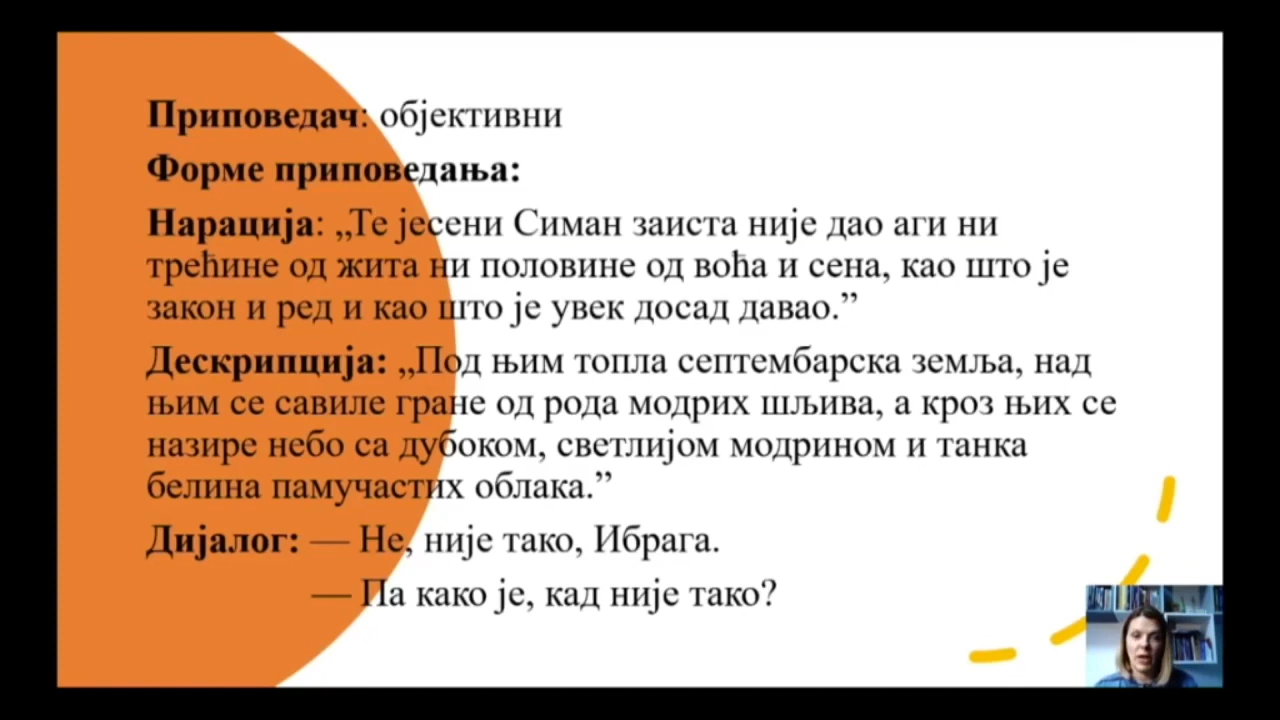 Приповедач: објективни
Форме приповедања:
Нарација: „Те јесени Симан заиста није дао аги ни
трећине од жита ни половине од воћа и сена, као што је
закон и ред и као што је увек досад давао.”
Дескрипција: „Под њим топла септембарска земља, над
њим се савиле гране од рода модрих шљива, а кроз њих се
назире небо са дубоком, светлијом модрином и танка
белина памучастих облака.”
Дијалог: — Не, није тако, Ибрага.
— Па како је, кад није тако?